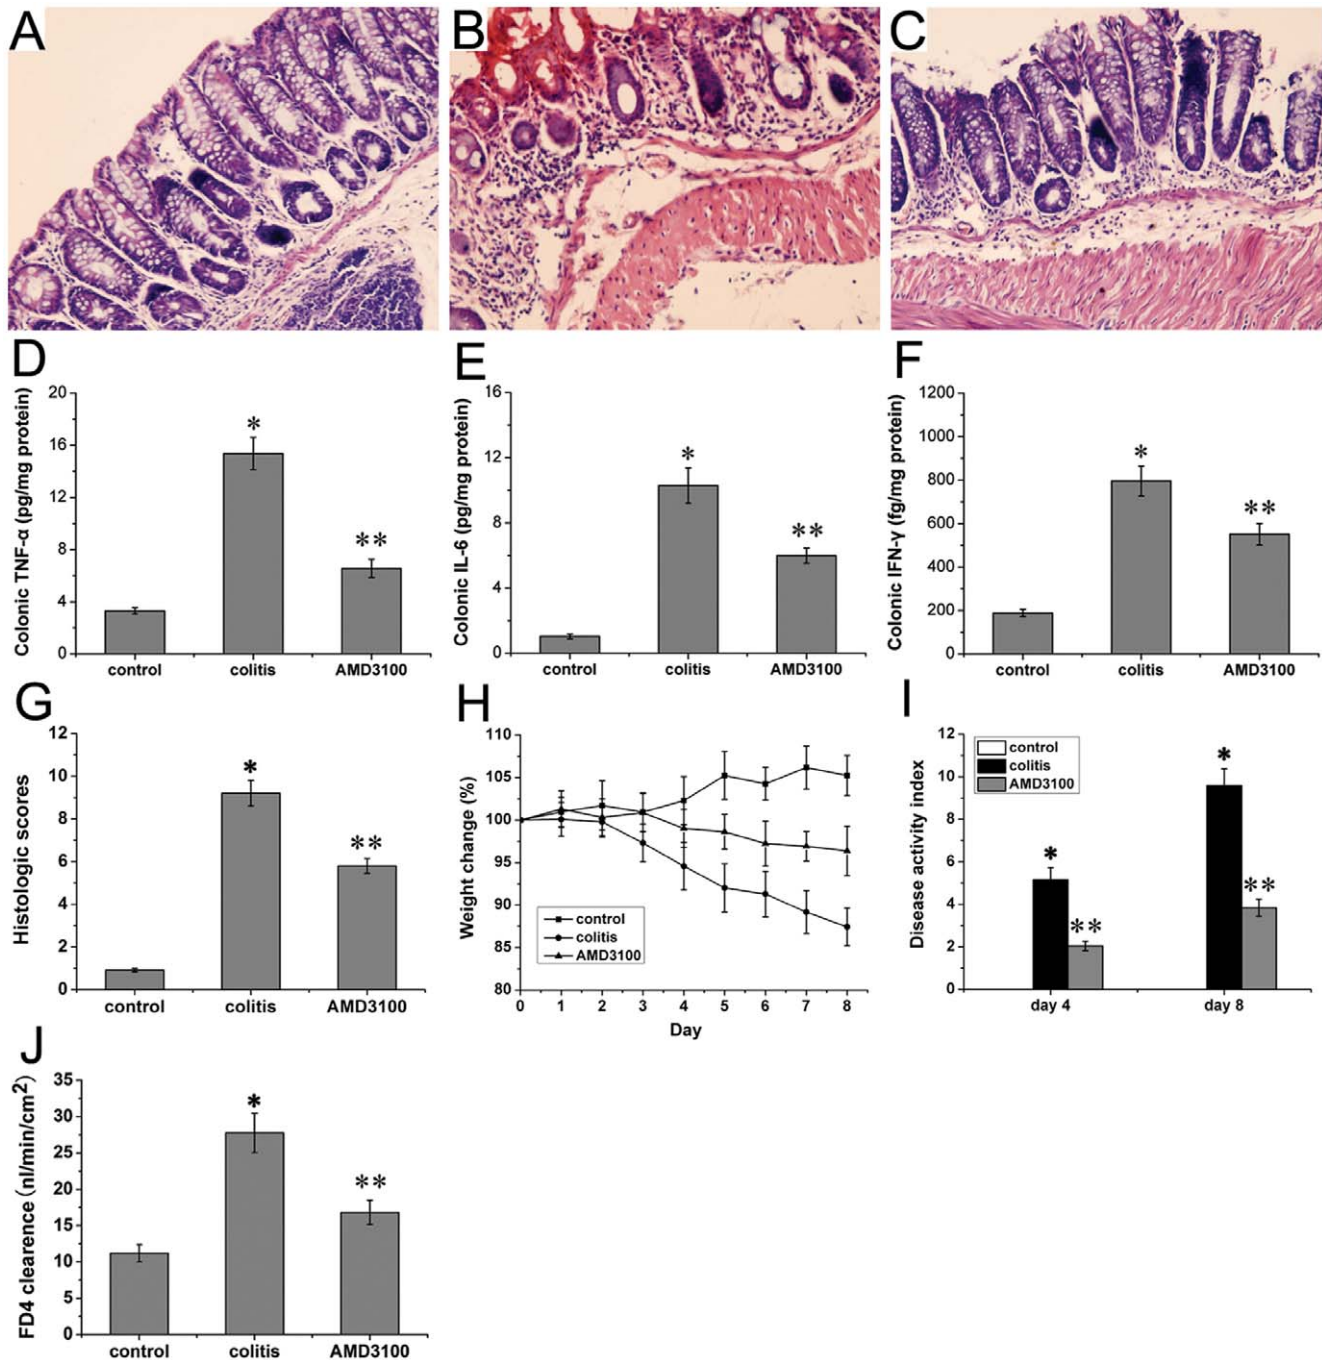 A
B
C
D
Colonic TNF-α (pg/mg protein)
20
16
12
8
4
0
*
**
control colitis AMD3100
E
Colonic IL-6 (pg/mg protein)
16
12
8
4
0
*
**
control colitis AMD3100
F
Colonic IFN-γ (fg/mg protein)
1200
1000
800
600
400
200
0
*
**
control colitis AMD3100
G
Histologic scores
12
10
8
6
4
2
0
*
**
control colitis AMD3100
H
Weight change (%)
110
105
100
95
90
85
80
control
colitis
AMD3100
0 1 2 3 4 5 6 7 8
Day
I
Disease activity index
12
10
8
6
4
2
0
control
colitis
AMD3100
*
**
*
**
day 4 day 8
J
FD4 clearence (nl/min/cm²)
35
30
25
20
15
10
5
0
*
**
control colitis AMD3100